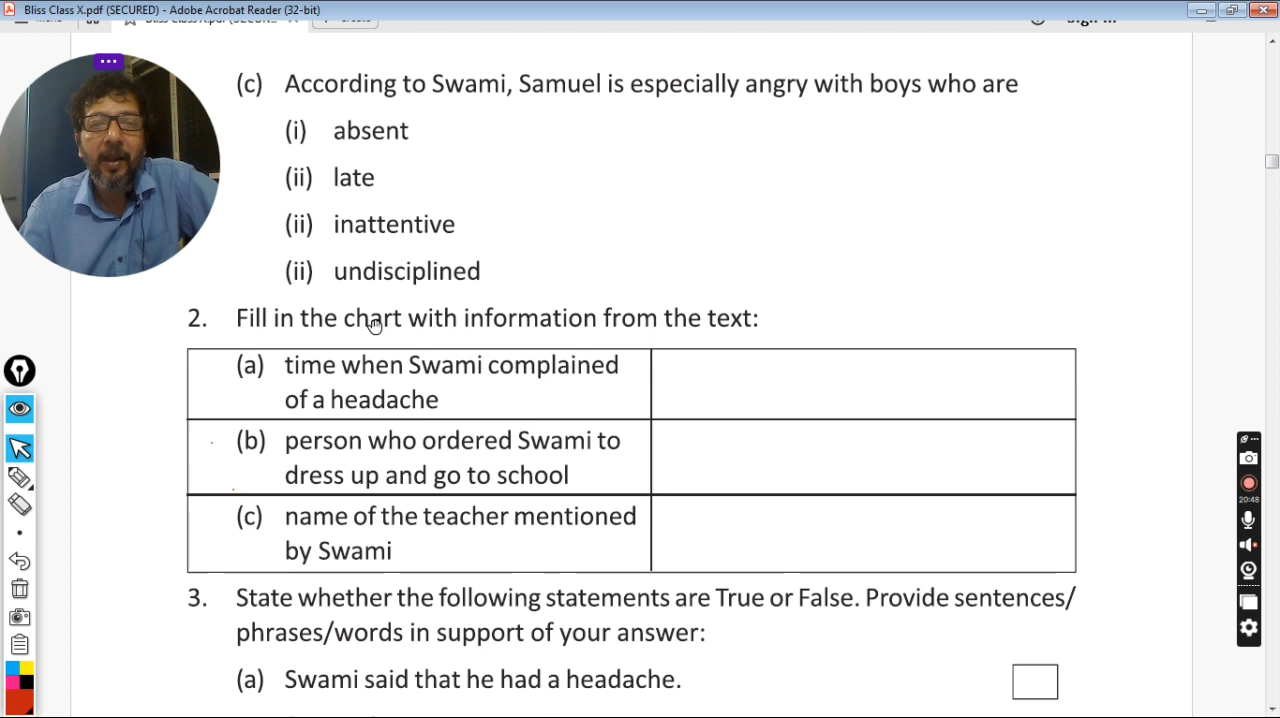 Bliss Class X.pdf (SECURED) - Adobe Acrobat Reader (32-bit)
(c) According to Swami, Samuel is especially angry with boys who are
(i) absent
(ii) late
(ii) inattentive
(ii) undisciplined
2. Fill in the chart with information from the text:
(a) time when Swami complained
of a headache
(b) person who ordered Swami to
dress up and go to school
(c) name of the teacher mentioned
by Swami
3. State whether the following statements are True or False. Provide sentences/
phrases/words in support of your answer:
(a) Swami said that he had a headache.
20:48